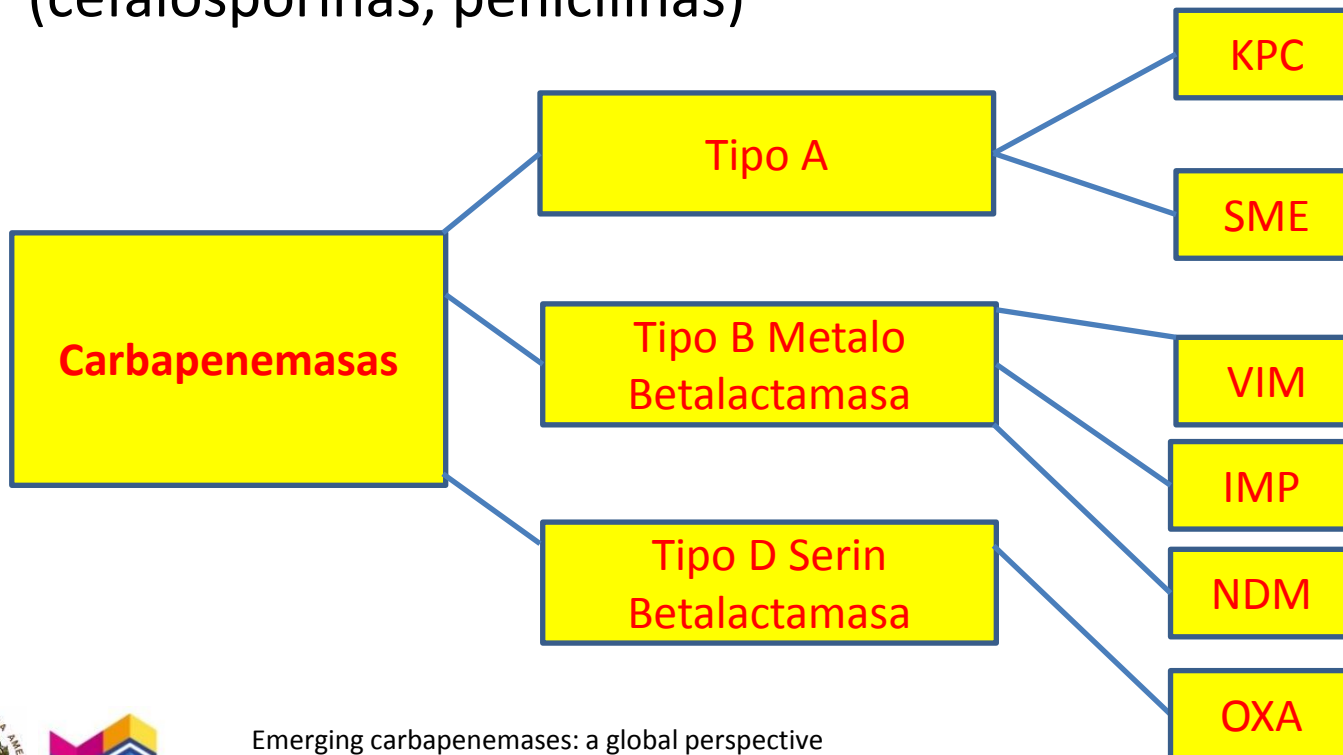 (cefalosporinas, penicilinas)
KPC
Tipo A
SME
Carbapenemasas
Tipo B Metalo
Betalactamasa
VIM
IMP
Tipo D Serin
Betalactamasa
NDM
OXA
Emerging carbapenemases: a global perspective